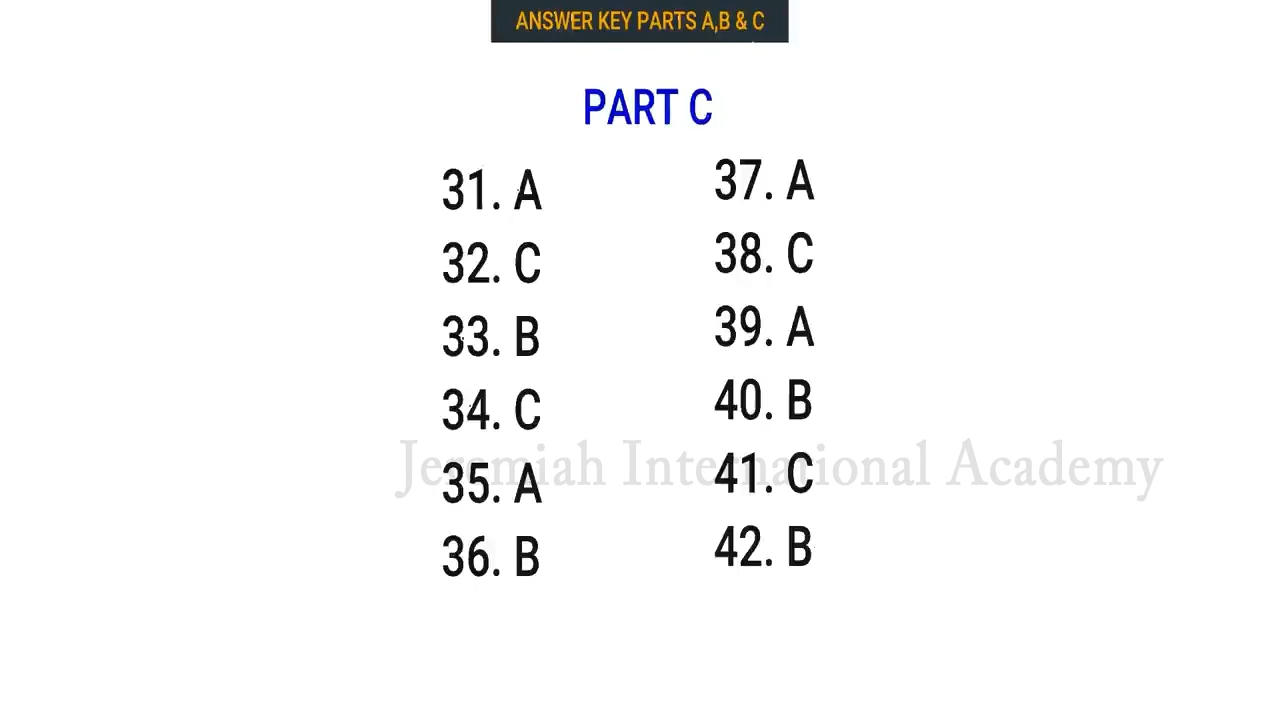 ANSWER KEY PARTS A,B & C
PART C
31. A
32. C
33. B
34. C
35. A
36. B
37. A
38. C
39. A
40. B
41. C
42. B
Jeremiah International Academy